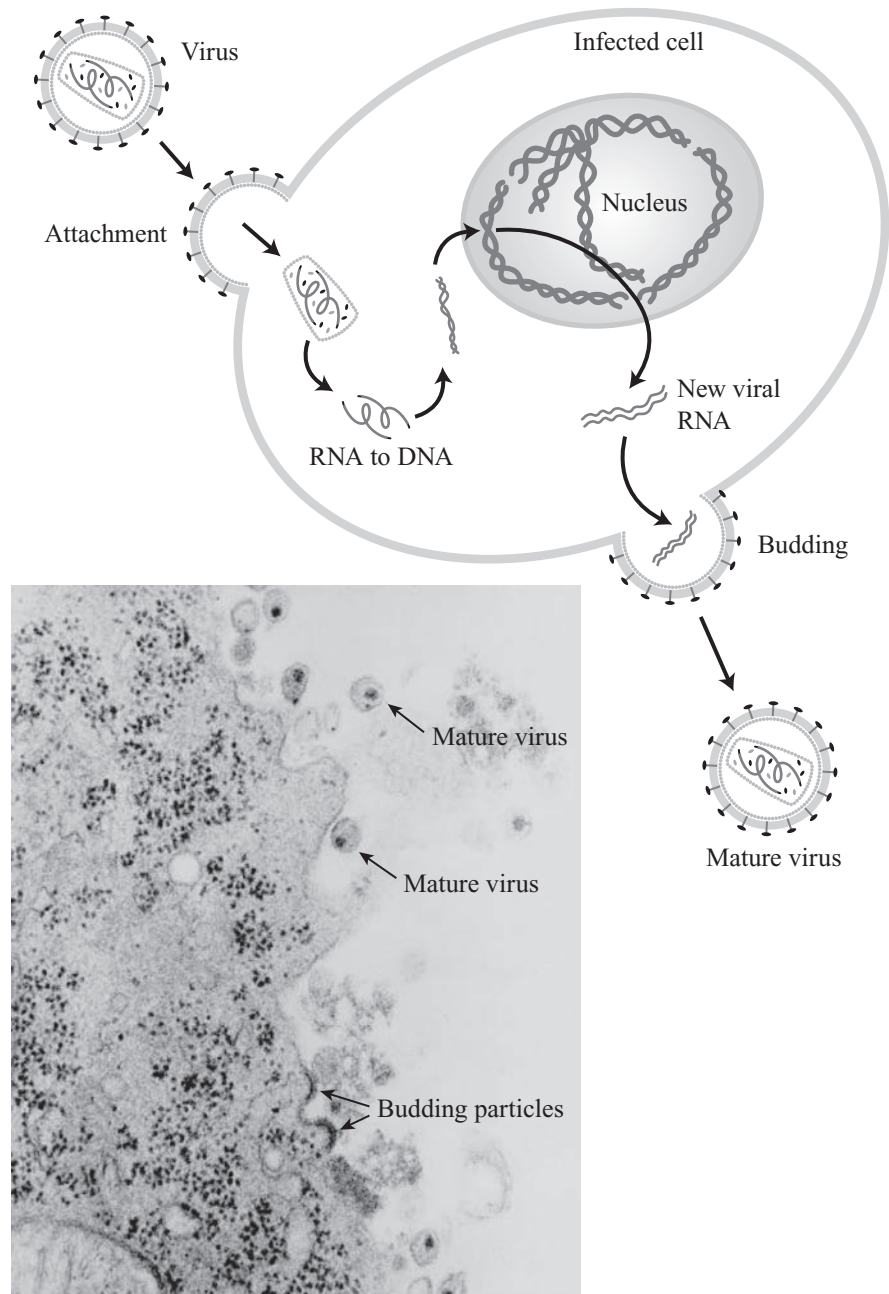 Virus
Infected cell
Nucleus
Attachment
New viral
RNA
RNA to DNA
Budding
Mature virus
Mature virus
Mature virus
Budding particles